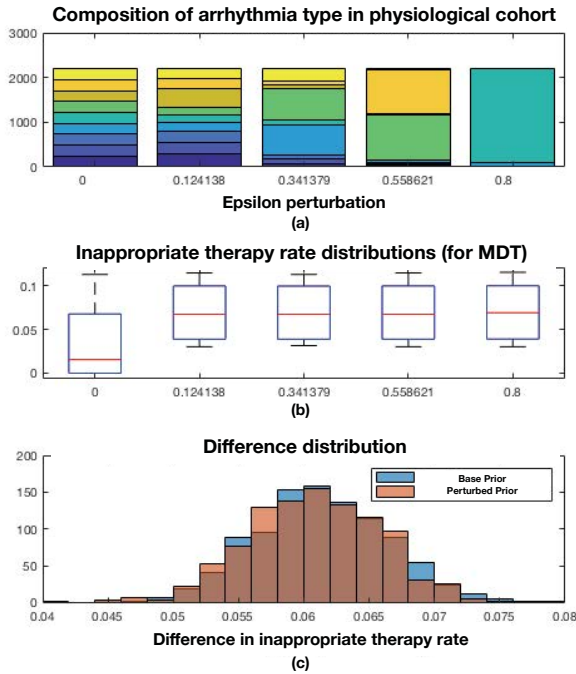 Composition of arrhythmia type in physiological cohort
3000
2000
1000
0
0 0.124138 0.341379 0.558621 0.8
Epsilon perturbation
(a)
Inappropriate therapy rate distributions (for MDT)
0.1
0.05
0
0 0.124138 0.341379 0.558621 0.8
(b)
Difference distribution
200
150
100
50
0
Base Prior
Perturbed Prior
0.04 0.045 0.05 0.055 0.06 0.065 0.07 0.075 0.08
Difference in inappropriate therapy rate
(c)